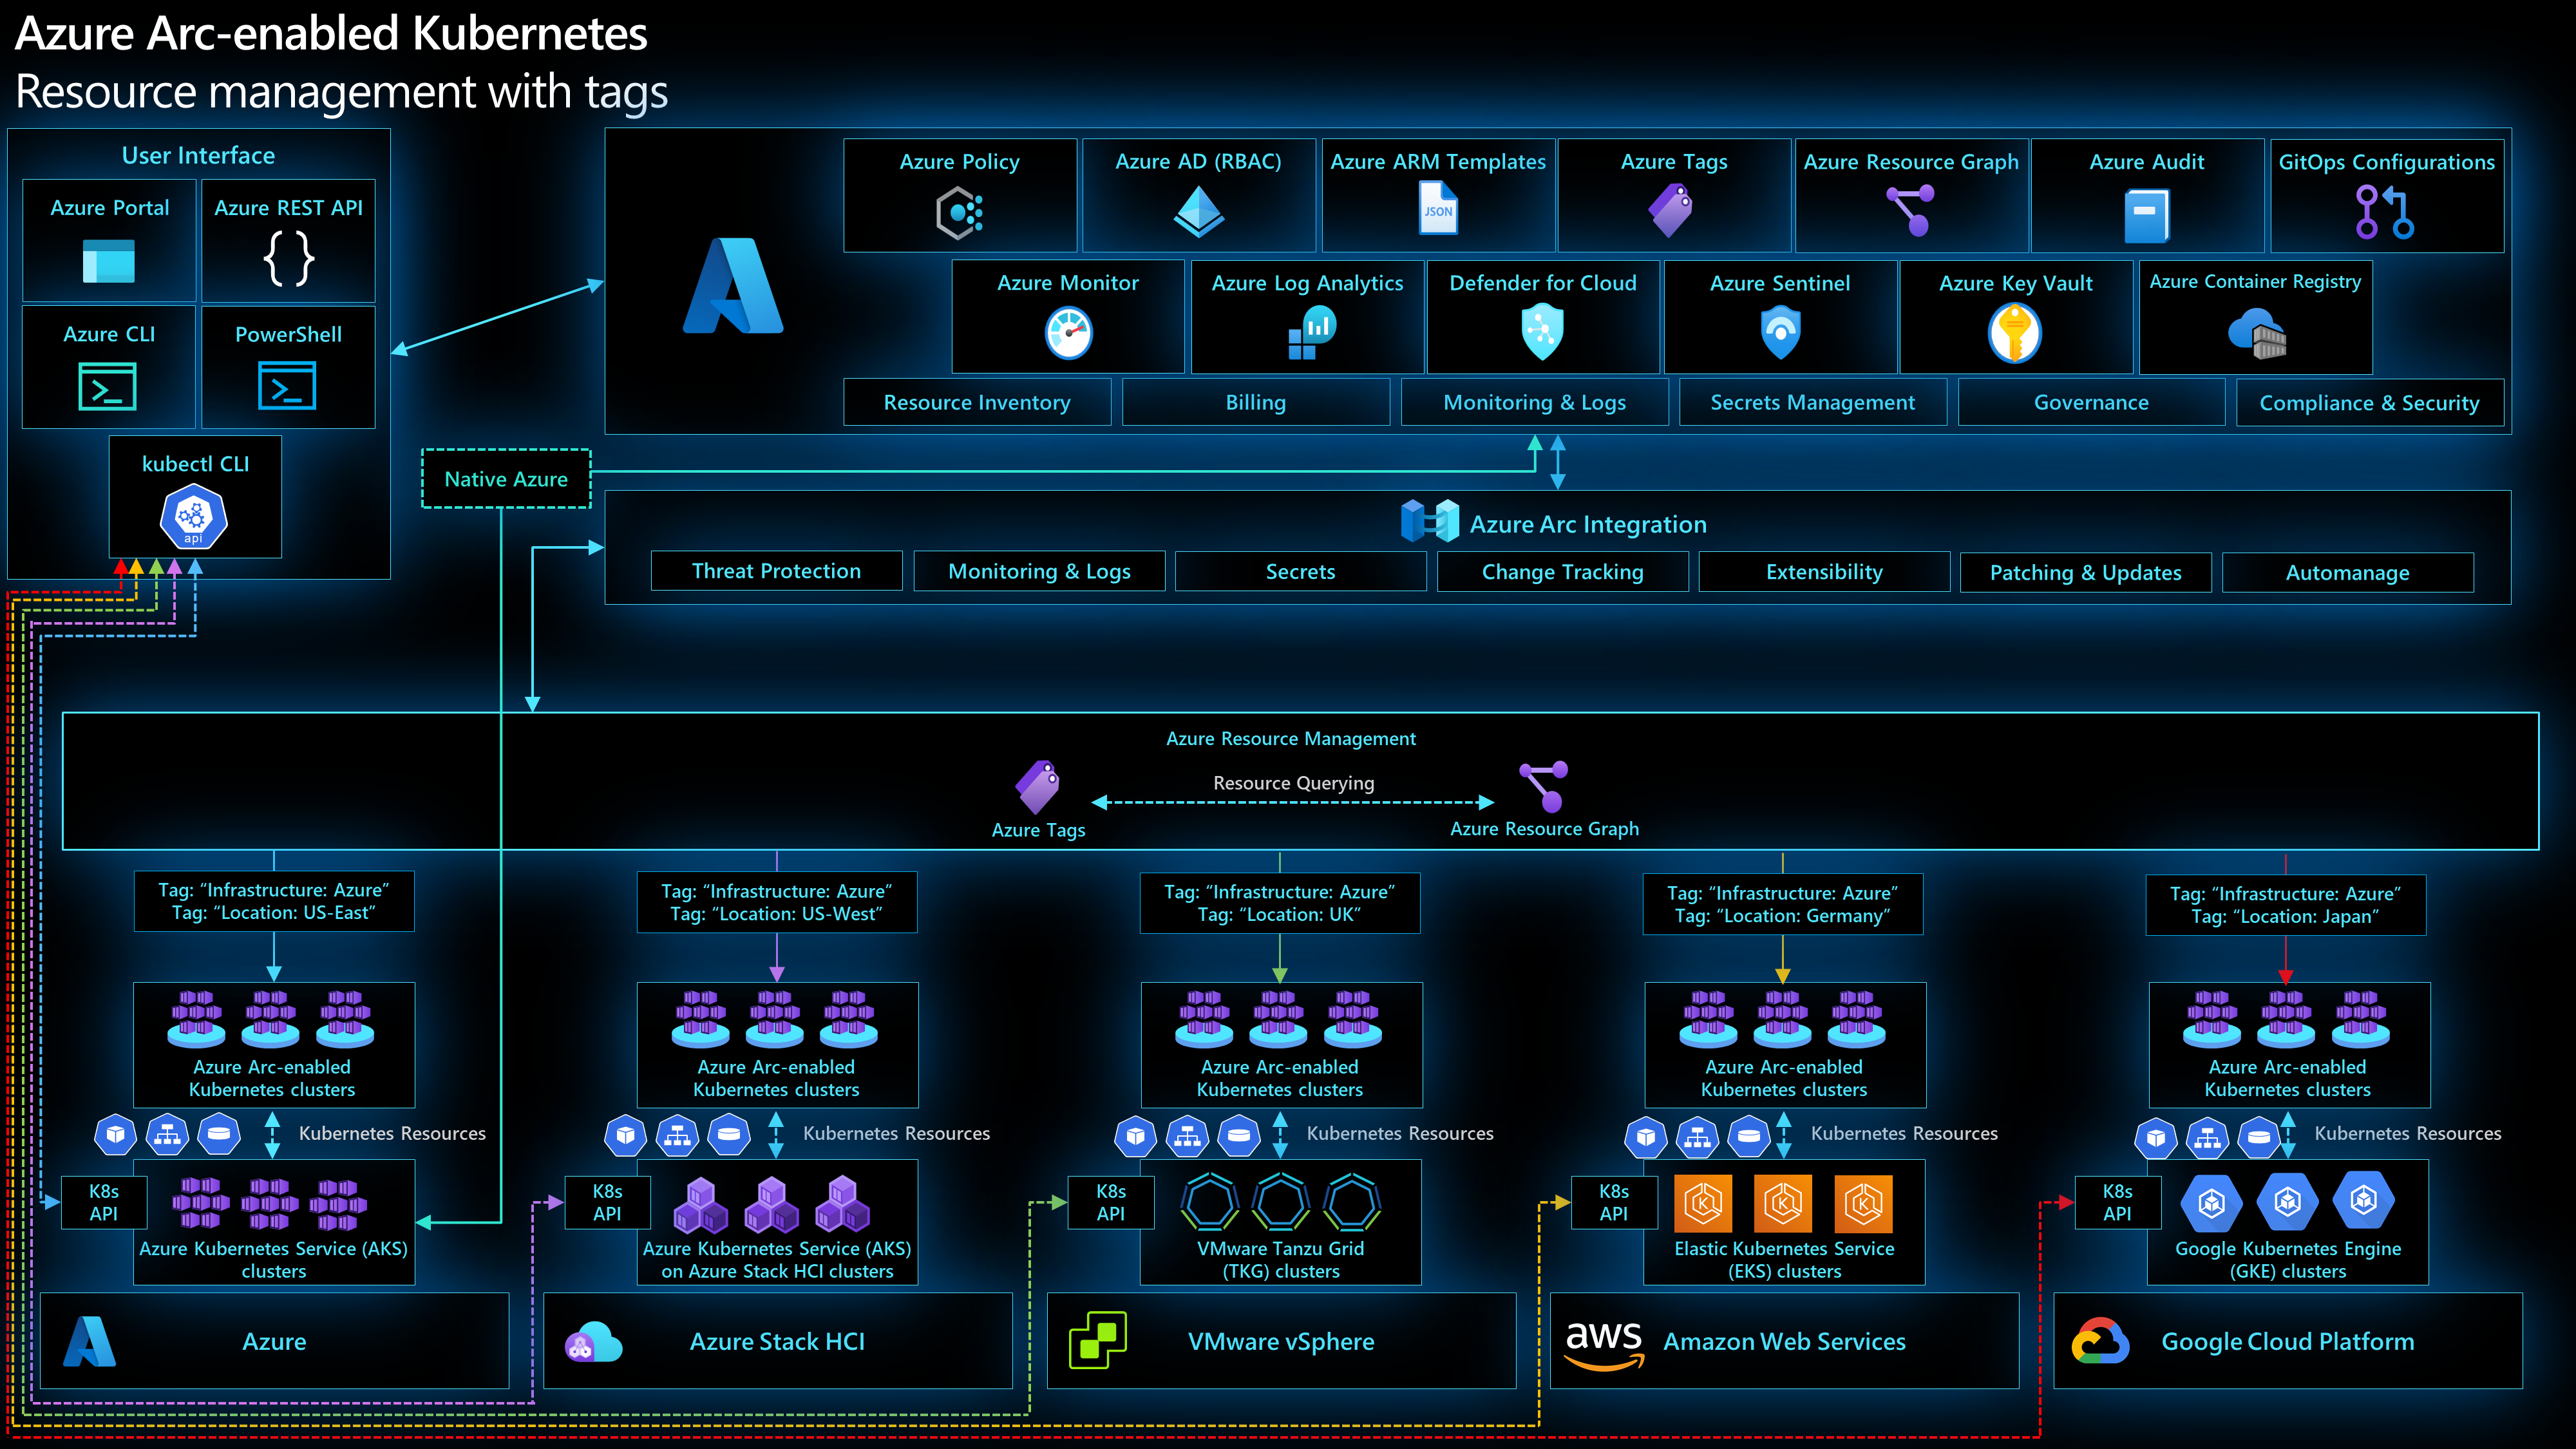 Azure Arc-enabled Kubernetes
Resource management with tags
User Interface
Azure Portal
Azure REST API
Azure CLI
PowerShell
kubectl CLI
api
Azure Policy
Azure AD (RBAC)
Azure ARM Templates
JSON
Azure Tags
Azure Resource Graph
Azure Audit
GitOps Configurations
Azure Monitor
Azure Log Analytics
Defender for Cloud
Azure Sentinel
Azure Key Vault
Azure Container Registry
Resource Inventory
Billing
Monitoring & Logs
Secrets Management
Governance
Compliance & Security
Native Azure
Azure Arc Integration
Threat Protection
Monitoring & Logs
Secrets
Change Tracking
Extensibility
Patching & Updates
Automanage
Azure Resource Management
Resource Querying
Azure Tags
Azure Resource Graph
Tag: “Infrastructure: Azure”
Tag: “Location: US-East”
Tag: “Infrastructure: Azure”
Tag: “Location: US-West”
Tag: “Infrastructure: Azure”
Tag: “Location: UK”
Tag: “Infrastructure: Azure”
Tag: “Location: Germany”
Tag: “Infrastructure: Azure”
Tag: “Location: Japan”
Azure Arc-enabled
Kubernetes clusters
Azure Arc-enabled
Kubernetes clusters
Azure Arc-enabled
Kubernetes clusters
Azure Arc-enabled
Kubernetes clusters
Azure Arc-enabled
Kubernetes clusters
Kubernetes Resources
Kubernetes Resources
Kubernetes Resources
Kubernetes Resources
Kubernetes Resources
K8s
API
Azure Kubernetes Service (AKS)
clusters
K8s
API
Azure Kubernetes Service (AKS)
on Azure Stack HCI clusters
K8s
API
VMware Tanzu Grid
(TKG) clusters
K8s
API
K
K
K
Elastic Kubernetes Service
(EKS) clusters
K8s
API
Google Kubernetes Engine
(GKE) clusters
Azure
Azure Stack HCI
VMware vSphere
aws
Amazon Web Services
Google Cloud Platform